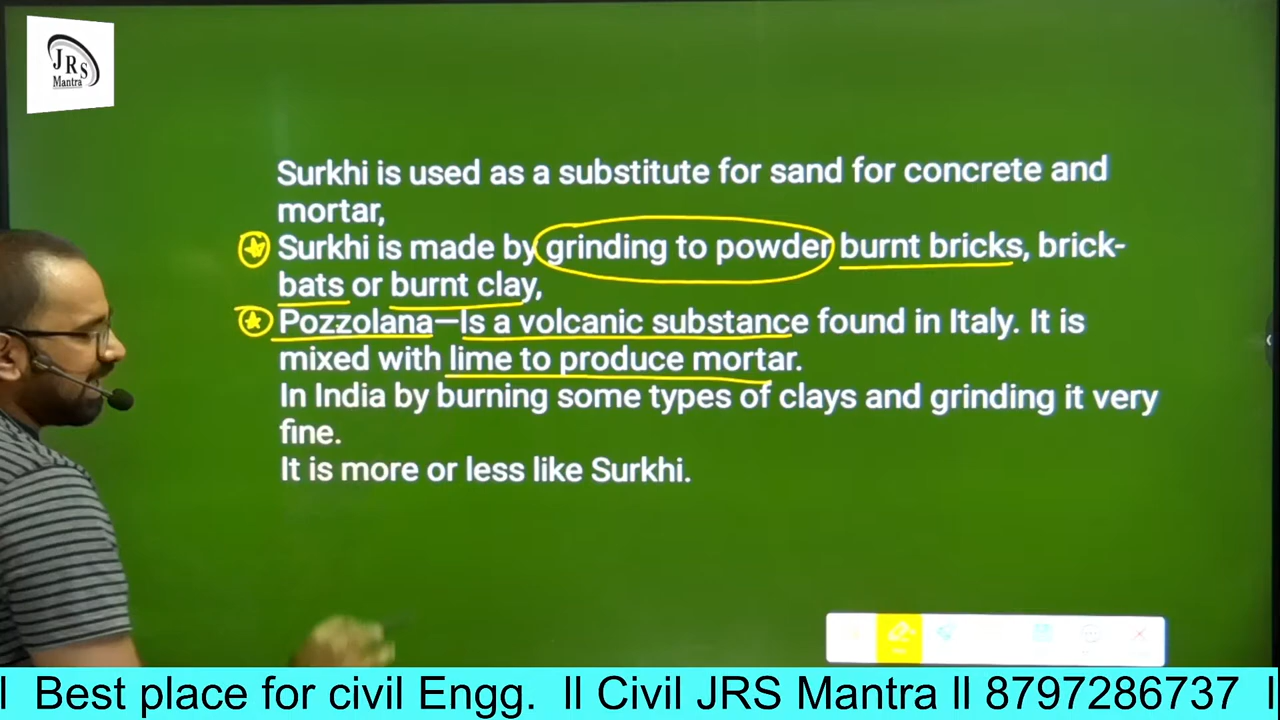 JRS
Mantra
Surkhi is used as a substitute for sand for concrete and
mortar,
Surkhi is made by grinding to powder burnt bricks, brick-
bats or burnt clay,
Pozzolana—Is a volcanic substance found in Italy. It is
mixed with lime to produce mortar.
In India by burning some types of clays and grinding it very
fine.
It is more or less like Surkhi.
l Best place for civil Engg. ll Civil JRS Mantra ll 8797286737 l